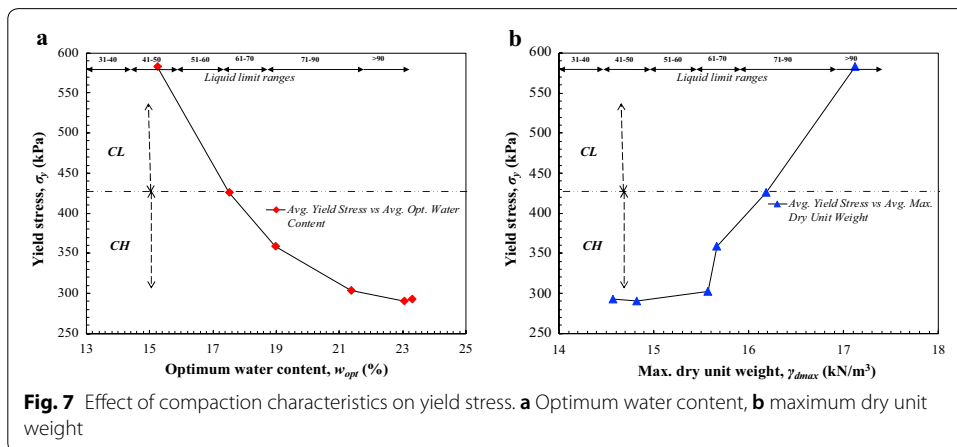 a
600
550
500
450
400
350
300
250
Yield stress, σy (kPa)
31-40 41-50 51-60 61-70 71-90 >90
Liquid limit ranges
CL
CH
Avg. Yield Stress vs Avg. Opt. Water
Content
13 15 17 19 21 23 25
Optimum water content, wopt (%)
b
600
550
500
450
400
350
300
250
Yield stress, σy (kPa)
31-40 41-50 51-60 61-70 71-90 >90
Liquid limit ranges
CL
CH
Avg. Yield Stress vs Avg. Max.
Dry Unit Weight
14 15 16 17 18
Max. dry unit weight, γdmax (kN/m³)
Fig. 7 Effect of compaction characteristics on yield stress. a Optimum water content, b maximum dry unit
weight